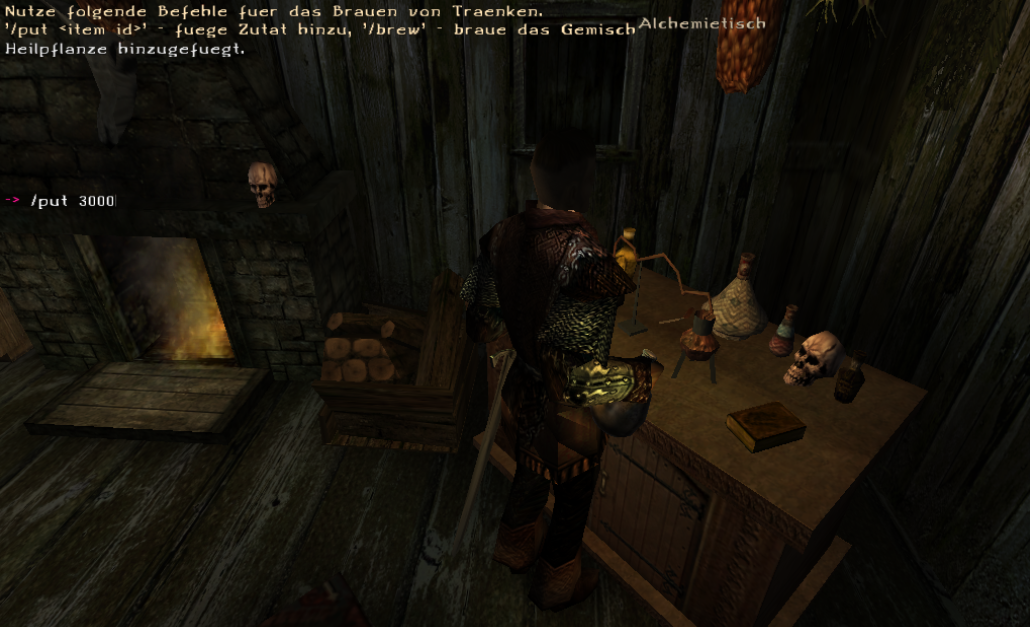 Nutze folgende Befehle fuer das Brauen von Traenken.
'/put <item id>' - fuege Zutat hinzu, '/brew' - braue das Gemisch
Alchemietisch
Heilpflanze hinzugefuegt.
-> /put 3000